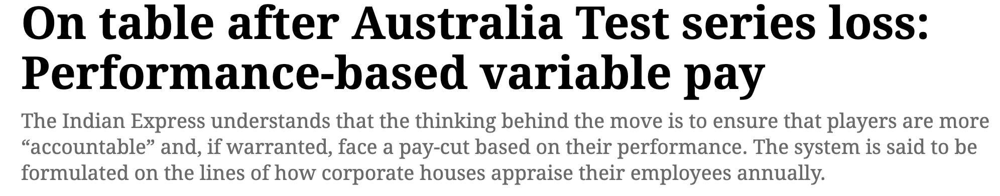 On table after Australia Test series loss:
Performance-based variable pay
The Indian Express understands that the thinking behind the move is to ensure that players are more
“accountable” and, if warranted, face a pay-cut based on their performance. The system is said to be
formulated on the lines of how corporate houses appraise their employees annually.